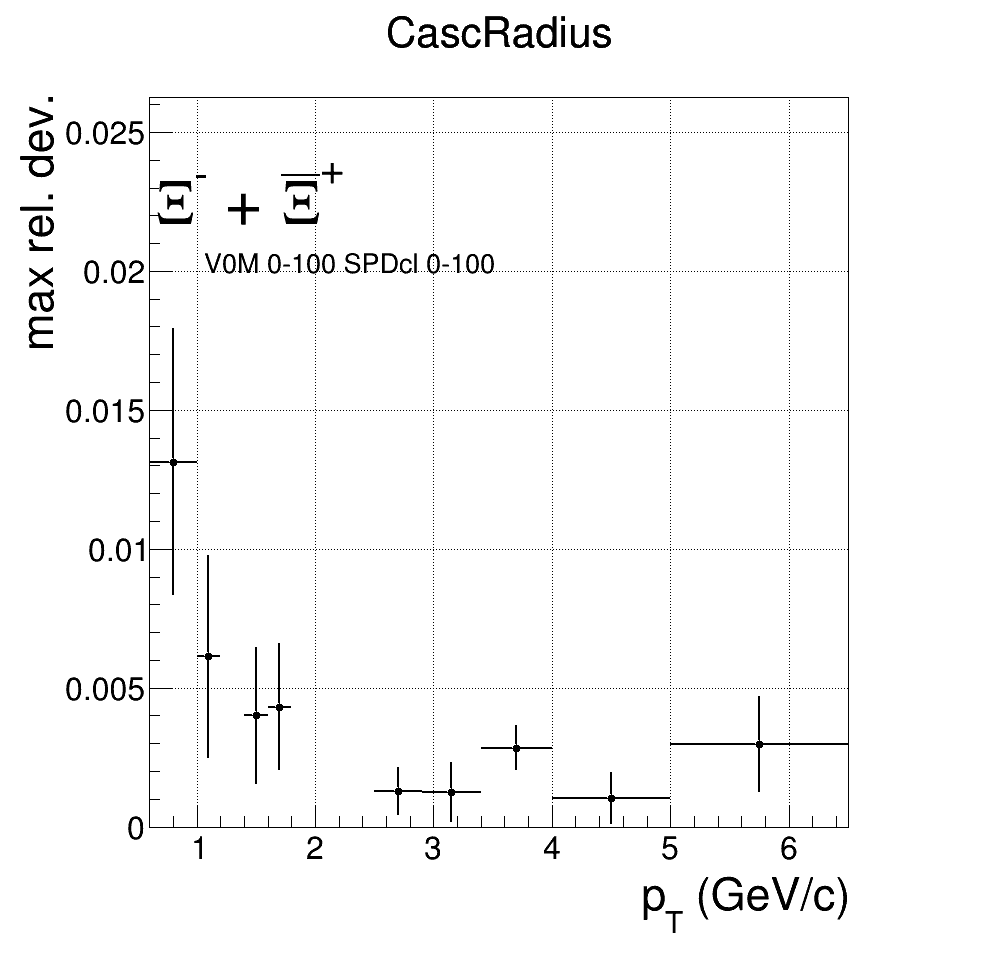 CascRadius
max rel. dev.
0.025
Ξ⁻ + Ξ̅⁺
V0M 0-100 SPDcl 0-100
0.02
0.015
0.01
0.005
0
1 2 3 4 5 6
p_T (GeV/c)